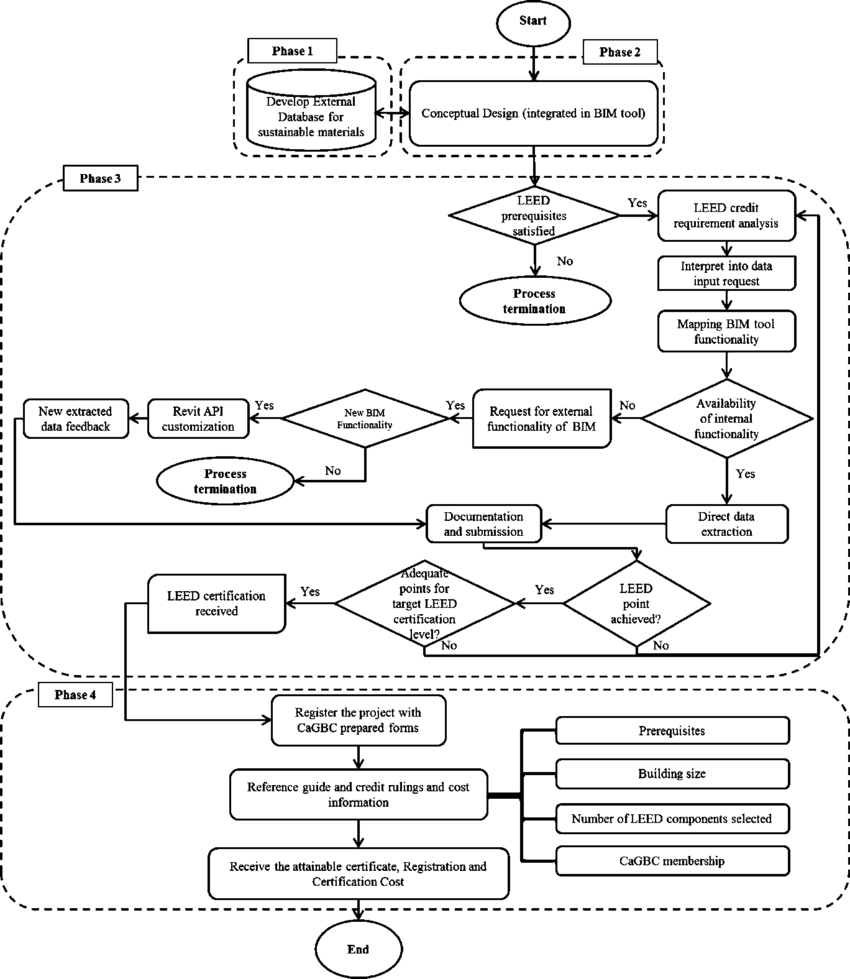 Start
Phase 1
Phase 2
Develop External
Database for
sustainable materials
Conceptual Design (integrated in BIM tool)
Phase 3
LEED
prerequisites
satisfied
Yes
LEED credit
requirement analysis
No
Interpret into data
input request
Process
termination
Mapping BIM tool
functionality
New extracted
data feedback
Revit API
customization
Yes
New BIM
Functionality
Yes
Request for external
functionality of BIM
No
Availability
of internal
functionality
No
Process
termination
Yes
Documentation
and submission
Direct data
extraction
LEED certification
received
Yes
Adequate
points for
target LEED
certification
level?
Yes
LEED
point
achieved?
No
No
Phase 4
Register the project with
CaGBC prepared forms
Prerequisites
Reference guide and credit rulings and cost
information
Building size
Number of LEED components selected
CaGBC membership
Receive the attainable certificate, Registration and
Certification Cost
End